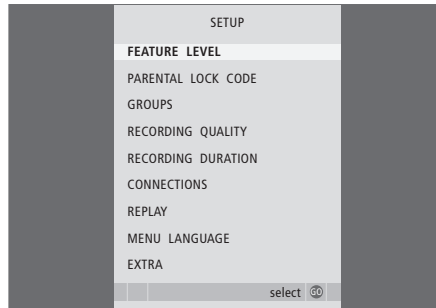 SETUP
FEATURE LEVEL
PARENTAL LOCK CODE
GROUPS
RECORDING QUALITY
RECORDING DURATION
CONNECTIONS
REPLAY
MENU LANGUAGE
EXTRA
select GO